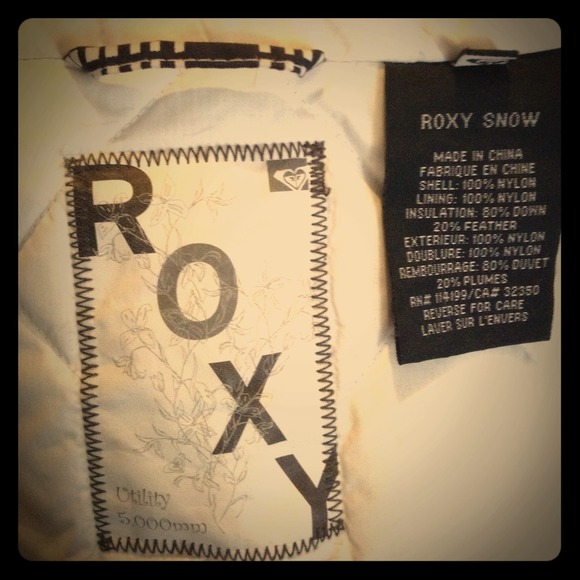 ROXY
Utility
5,000mm
ROXY SNOW
MADE IN CHINA
FABRIQUE EN CHINE
SHELL: 100% NYLON
LINING: 100% NYLON
INSULATION: 80% DOWN
20% FEATHER
EXTERIEUR: 100% NYLON
DOUBLURE: 100% NYLON
REMBOURRAGE: 80% DUVET
20% PLUMES
RN# 114199/CA# 32350
REVERSE FOR CARE
LAVER SUR L'ENVERS